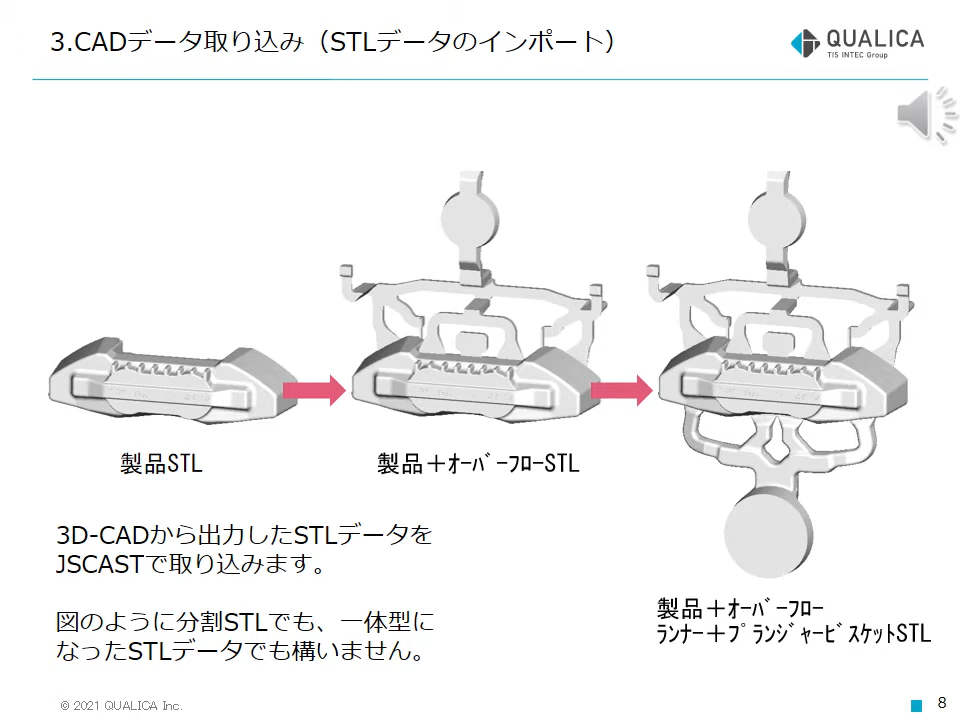 3.CADデータ取り込み（STLデータのインポート）
QUALICA
TIS INTEC Group
製品STL
製品＋ｵｰﾊﾞｰﾌﾛｰSTL
3D-CADから出力したSTLデータを
JSCASTで取り込みます。
図のように分割STLでも、一体型に
なったSTLデータでも構いません。
製品＋ｵｰﾊﾞｰﾌﾛｰ
ﾗﾝﾅｰ＋ﾌﾟﾗﾝｼﾞｬｰﾋﾞｽｹｯﾄSTL
© 2021 QUALICA Inc.
8